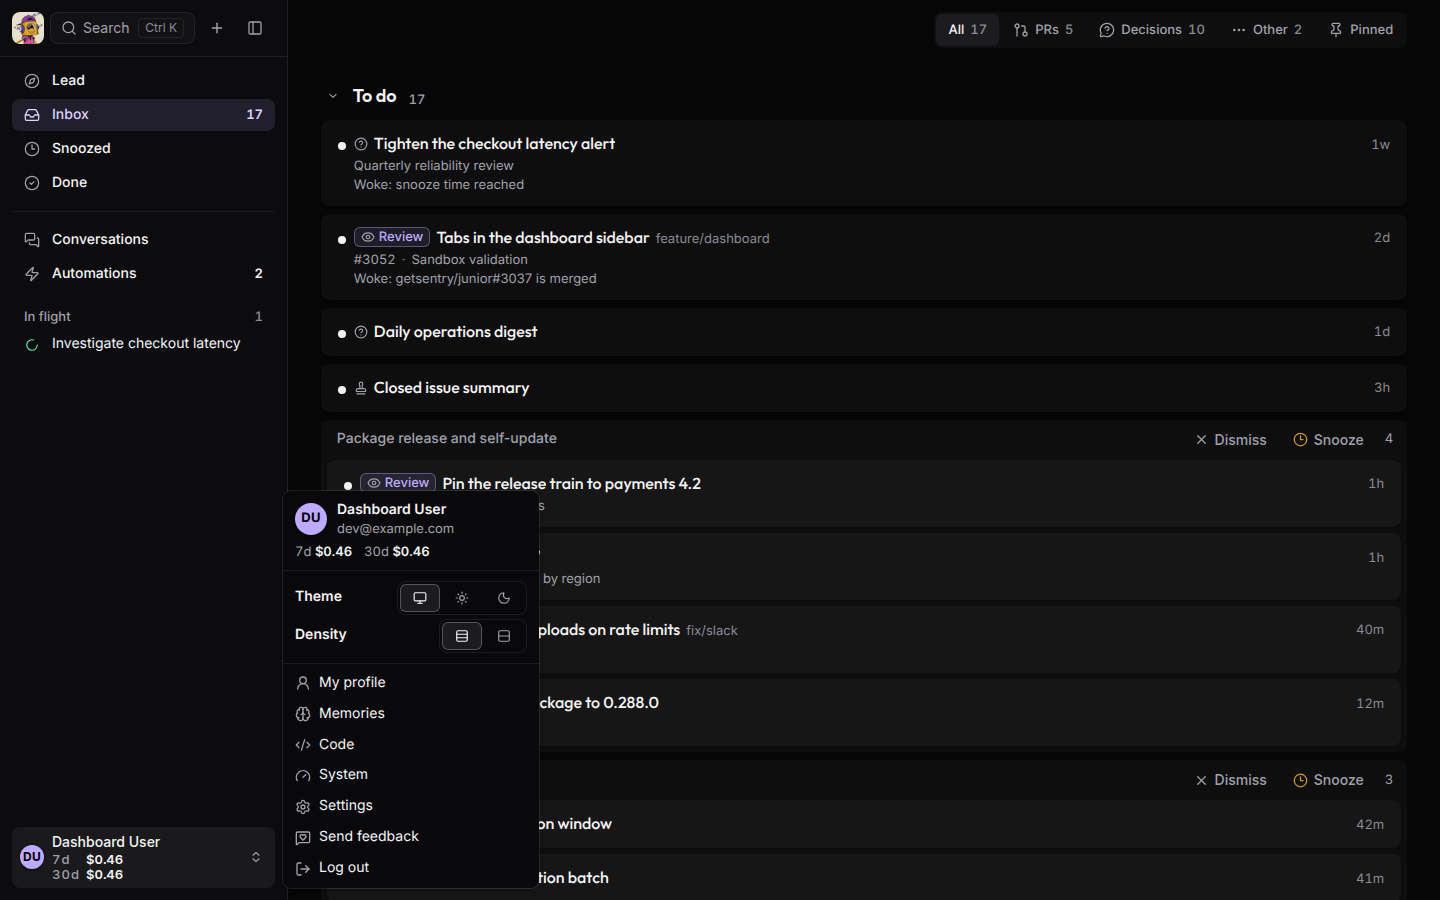 Search Ctrl K
Lead
Inbox 17
Snoozed
Done
Conversations
Automations 2
In flight 1
Investigate checkout latency
DU
Dashboard User
7d $0.46
30d $0.46
All 17
PRs 5
Decisions 10
Other 2
Pinned
To do 17
Tighten the checkout latency alert 1w
Quarterly reliability review
Woke: snooze time reached
Review Tabs in the dashboard sidebar feature/dashboard 2d
#3052 · Sandbox validation
Woke: getsentry/junior#3037 is merged
Daily operations digest 1d
Closed issue summary 3h
Package release and self-update Dismiss Snooze 4
Review Pin the release train to payments 4.2 1h
s
1h
by region
ploads on rate limits fix/slack 40m
ckage to 0.288.0 12m
Dismiss Snooze 3
on window 42m
tion batch 41m
DU
Dashboard User
dev@example.com
7d $0.46 30d $0.46
Theme
Density
My profile
Memories
Code
System
Settings
Send feedback
Log out